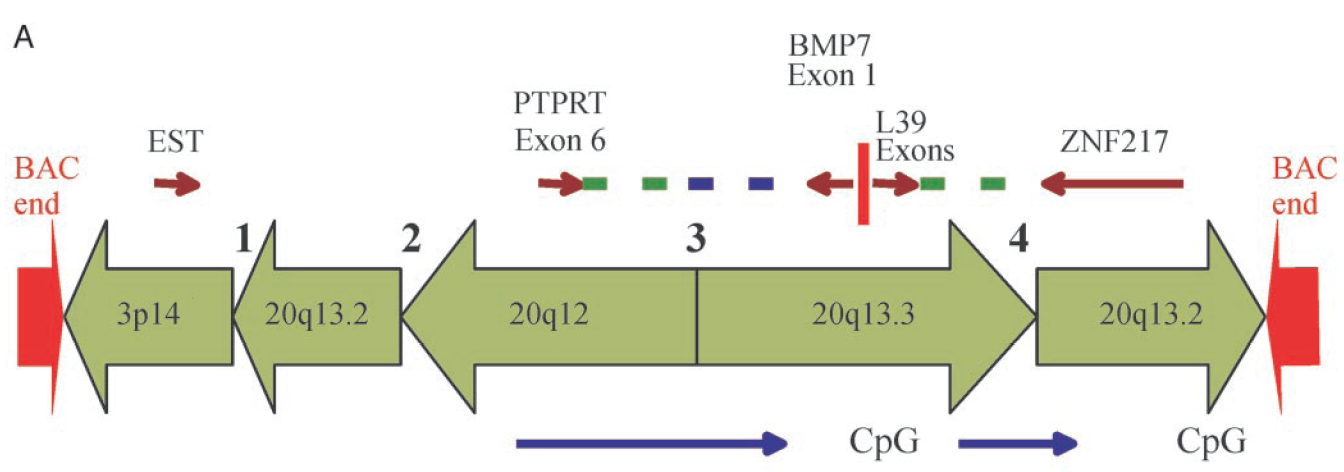 A
BMP7
Exon 1
PTPRT
Exon 6
L39
Exons
EST
ZNF217
BAC
end
BAC
end
1
2
3
4
3p14
20q13.2
20q12
20q13.3
20q13.2
CpG
CpG